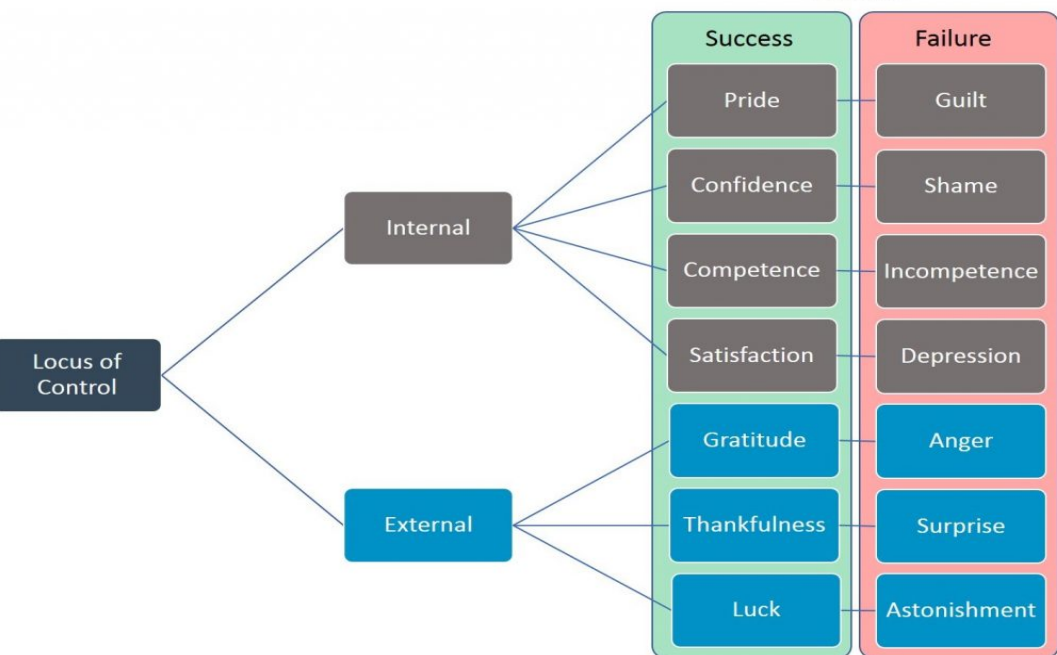 Success
Failure
Pride
Guilt
Confidence
Shame
Internal
Competence
Incompetence
Satisfaction
Depression
Locus of
Control
Gratitude
Anger
External
Thankfulness
Surprise
Luck
Astonishment